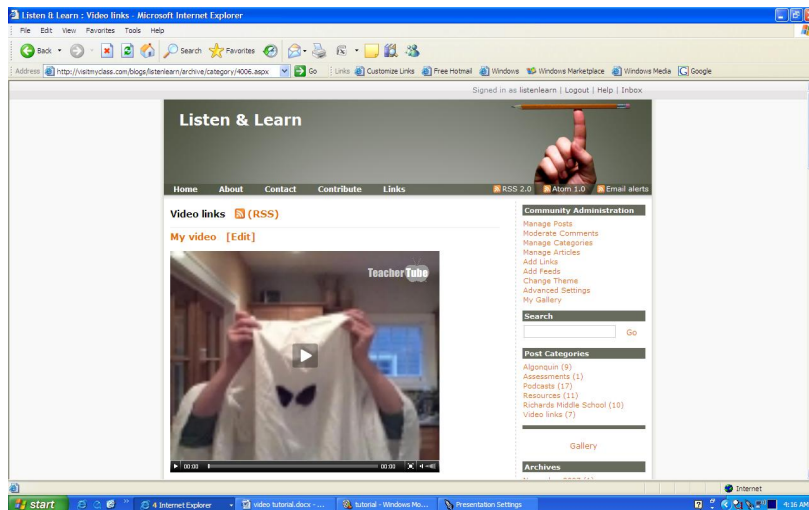 Listen & Learn : Video links - Microsoft Internet Explorer
File Edit View Favorites Tools Help
Back Search Favorites
Address http://visitmyclass.com/blogs/listenlearn/archive/category/4006.aspx Go Links Customize Links Free Hotmail Windows Windows Marketplace Windows Media Google
Signed in as listenlearn | Logout | Help | Inbox
Listen & Learn
Home About Contact Contribute Links RSS 2.0 Atom 1.0 Email alerts
Video links (RSS)
My video [Edit]
TeacherTube
00:00 00:00
Community Administration
Manage Posts
Moderate Comments
Manage Categories
Manage Articles
Add Links
Add Feeds
Change Theme
Advanced Settings
My Gallery
Search
Go
Post Categories
Algonquin (9)
Assessments (1)
Podcasts (17)
Resources (11)
Richards Middle School (10)
Video links (7)
Gallery
Archives
Internet
start 4 Internet Explorer video tutorial.docx - ... tutorial - Windows Mo... Presentation Settings 4:16 AM